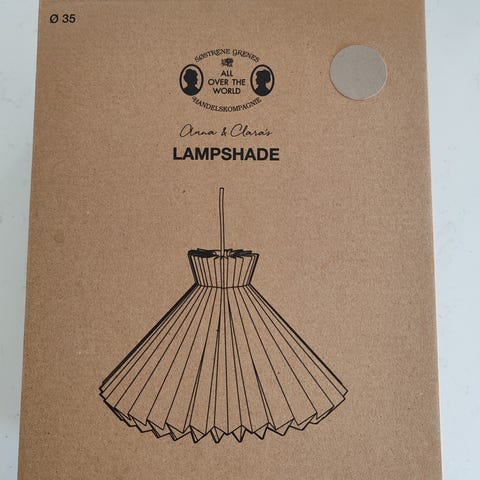 Ø 35
SØSTRENE GRENES
ALL
OVER THE
WORLD
HANDELSKOMPAGNIE
Anna & Clara's
LAMPSHADE